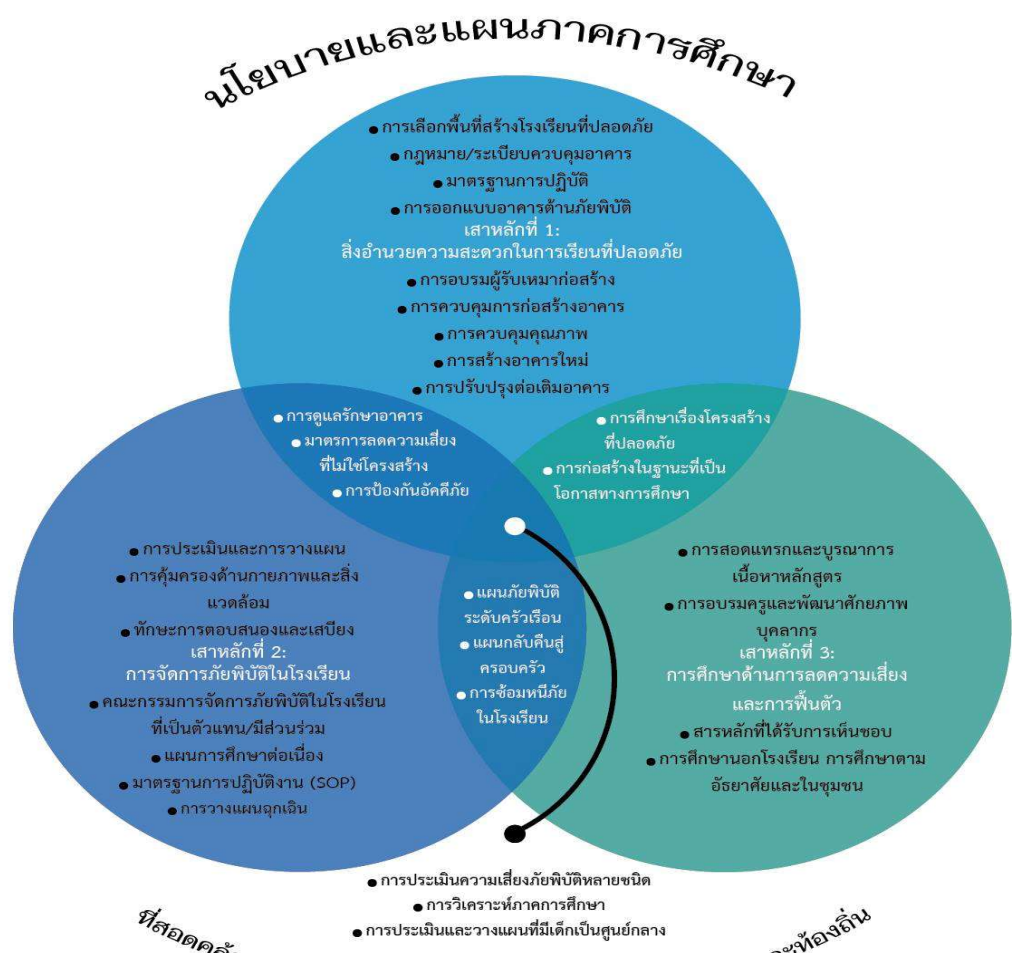 นโยบายและแผนภาคการศึกษา
● การเลือกพื้นที่สร้างโรงเรียนที่ปลอดภัย
● กฎหมาย/ระเบียบควบคุมอาคาร
● มาตรฐานการปฏิบัติ
● การออกแบบอาคารต้านภัยพิบัติ
เสาหลักที่ 1:
สิ่งอำนวยความสะดวกในการเรียนที่ปลอดภัย
● การอบรมผู้รับเหมาก่อสร้าง
● การควบคุมการก่อสร้างอาคาร
● การควบคุมคุณภาพ
● การสร้างอาคารใหม่
● การปรับปรุงต่อเติมอาคาร
● การดูแลรักษาอาคาร
● มาตรการลดความเสี่ยง
ที่ไม่ใช่โครงสร้าง
● การป้องกันอัคคีภัย
● การศึกษาเรื่องโครงสร้าง
ที่ปลอดภัย
● การก่อสร้างในฐานะที่เป็น
โอกาสทางการศึกษา
● การประเมินและการวางแผน
● การคุ้มครองด้านกายภาพและสิ่ง
แวดล้อม
● ทักษะการตอบสนองและเสบียง
เสาหลักที่ 2:
การจัดการภัยพิบัติในโรงเรียน
● คณะกรรมการจัดการภัยพิบัติในโรงเรียน
ที่เป็นตัวแทน/มีส่วนร่วม
● แผนการศึกษาต่อเนื่อง
● มาตรฐานการปฏิบัติงาน (SOP)
● การวางแผนฉุกเฉิน
● แผนภัยพิบัติ
ระดับครัวเรือน
● แผนกลับคืนสู่
ครอบครัว
● การซ้อมหนีภัย
ในโรงเรียน
● การสอดแทรกและบูรณาการ
เนื้อหาหลักสูตร
● การอบรมครูและพัฒนาศักยภาพ
บุคลากร
เสาหลักที่ 3:
การศึกษาด้านการลดความเสี่ยง
และการฟื้นตัว
● สารหลักที่ได้รับการเห็นชอบ
● การศึกษานอกโรงเรียน การศึกษาตาม
อัธยาศัยและในชุมชน
● การประเมินความเสี่ยงภัยพิบัติหลายชนิด
● การวิเคราะห์ภาคการศึกษา
● การประเมินและวางแผนที่มีเด็กเป็นศูนย์กลาง